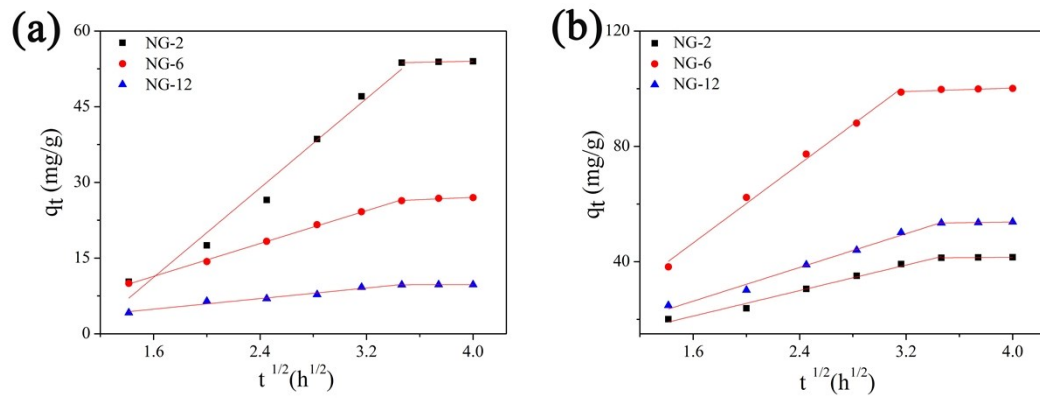 (a)
60
45
30
15
0
qt (mg/g)
NG-2
NG-6
NG-12
1.6 2.4 3.2 4.0
t 1/2(h1/2)
(b)
120
80
40
qt (mg/g)
NG-2
NG-6
NG-12
1.6 2.4 3.2 4.0
t 1/2(h1/2)